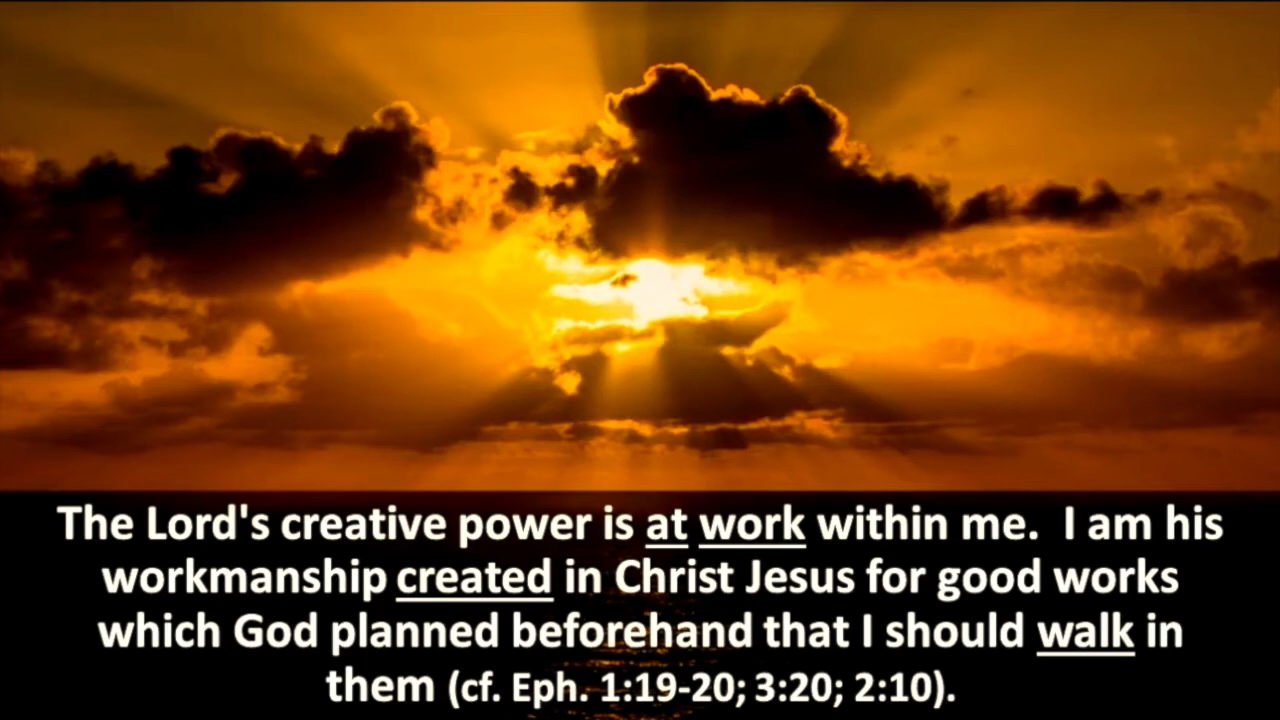 The Lord's creative power is at work within me.  I am his
workmanship created in Christ Jesus for good works
which God planned beforehand that I should walk in
them (cf. Eph. 1:19-20; 3:20; 2:10).